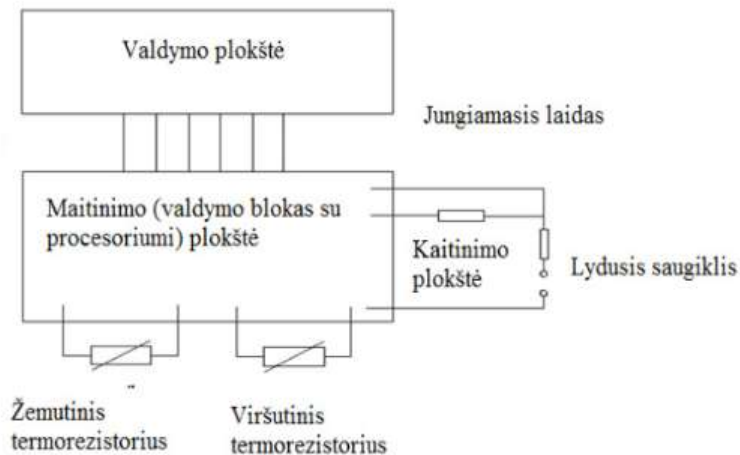 Valdymo plokštė
Jungiamasis laidas
Maitinimo (valdymo blokas su
procesoriumi) plokštė
Kaitinimo
plokštė
Lydusis saugiklis
Žemutinis
termorezistorius
Viršutinis
termorezistorius